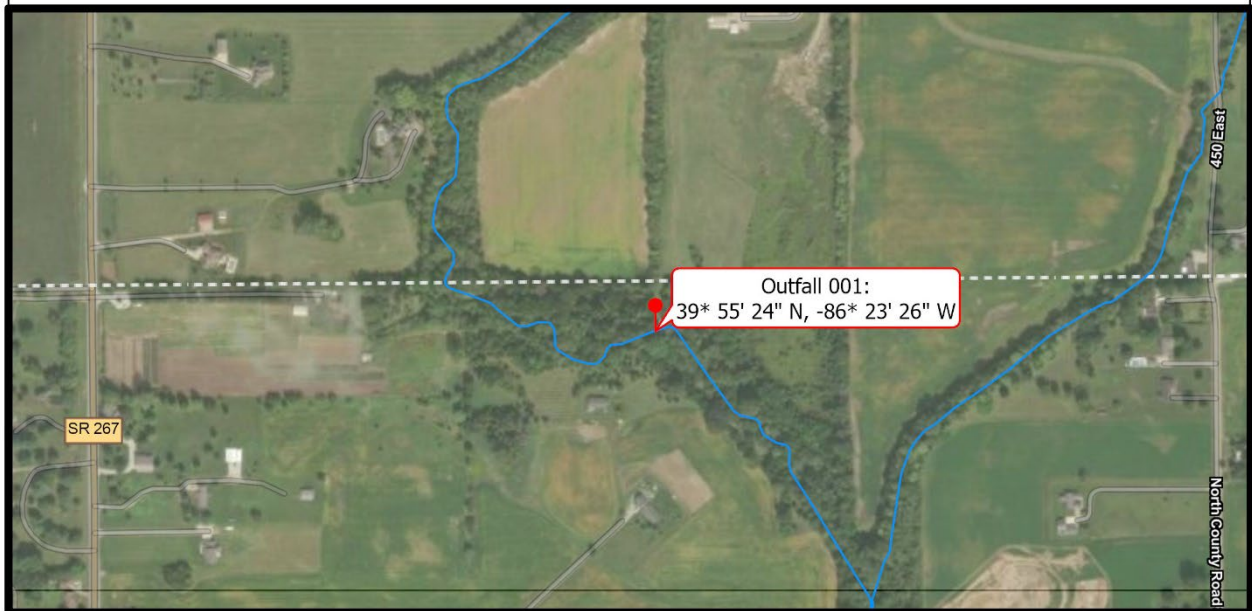 450 East
Outfall 001:
39* 55' 24" N, -86* 23' 26" W
SR 267
North County Road